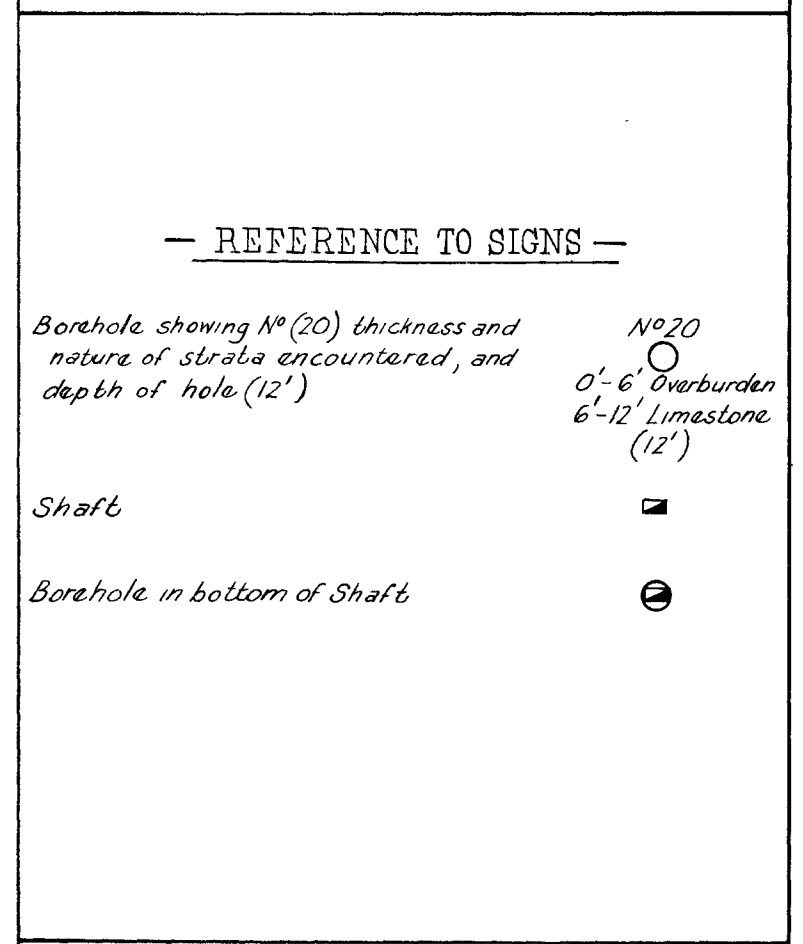 — REFERENCE TO SIGNS —
Borehole showing Nº (20) thickness and
nature of strata encountered, and
depth of hole (12')
Nº20
0'-6' Overburden
6'-12' Limestone
(12')
Shaft
Borehole in bottom of Shaft